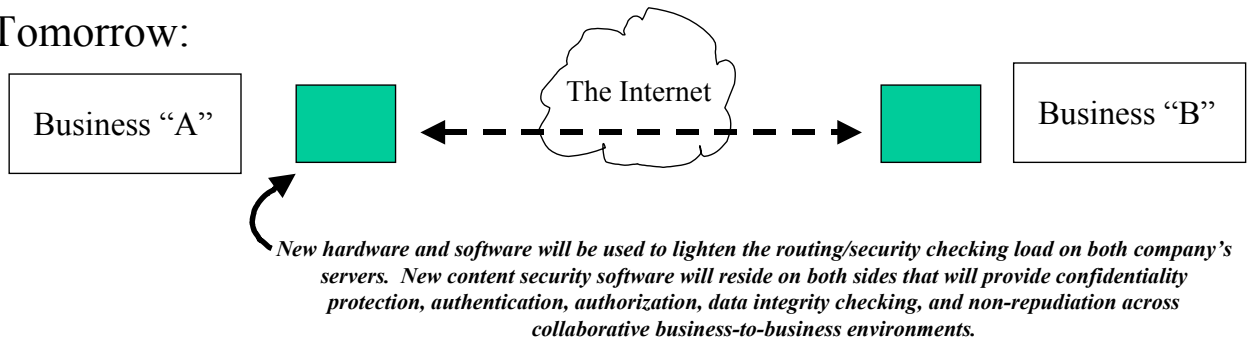 Tomorrow:
Business “A”
The Internet
Business “B”
New hardware and software will be used to lighten the routing/security checking load on both company’s
servers. New content security software will reside on both sides that will provide confidentiality
protection, authentication, authorization, data integrity checking, and non-repudiation across
collaborative business-to-business environments.